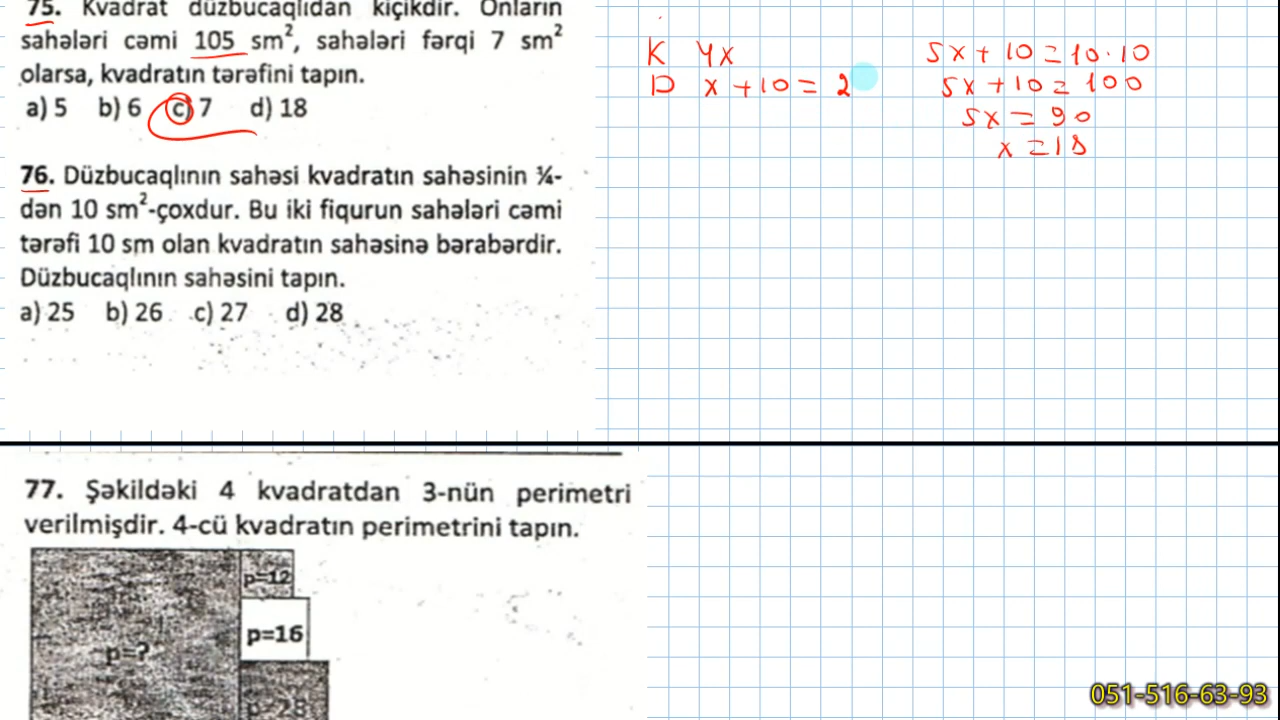 75. Kvadrat düzbucaqlıdan kiçikdir. Onların
sahələri cəmi 105 sm², sahələri fərqi 7 sm²
olarsa, kvadratın tərəfini tapın.
a) 5 b) 6 c) 7 d) 18
76. Düzbucaqlının sahəsi kvadratın sahəsinin ¼-
dən 10 sm²-çoxdur. Bu iki fiqurun sahələri cəmi
tərəfi 10 sm olan kvadratın sahəsinə bərabərdir.
Düzbucaqlının sahəsini tapın.
a) 25 b) 26 c) 27 d) 28
K 4x
D x + 10 = 2
5x + 10 = 10·10
5x + 10 = 100
5x = 90
x = 18
77. Şəkildəki 4 kvadratdan 3-nün perimetri
verilmişdir. 4-cü kvadratın perimetrini tapın.
p=12
p=16
p=?
p=28
051-516-63-93